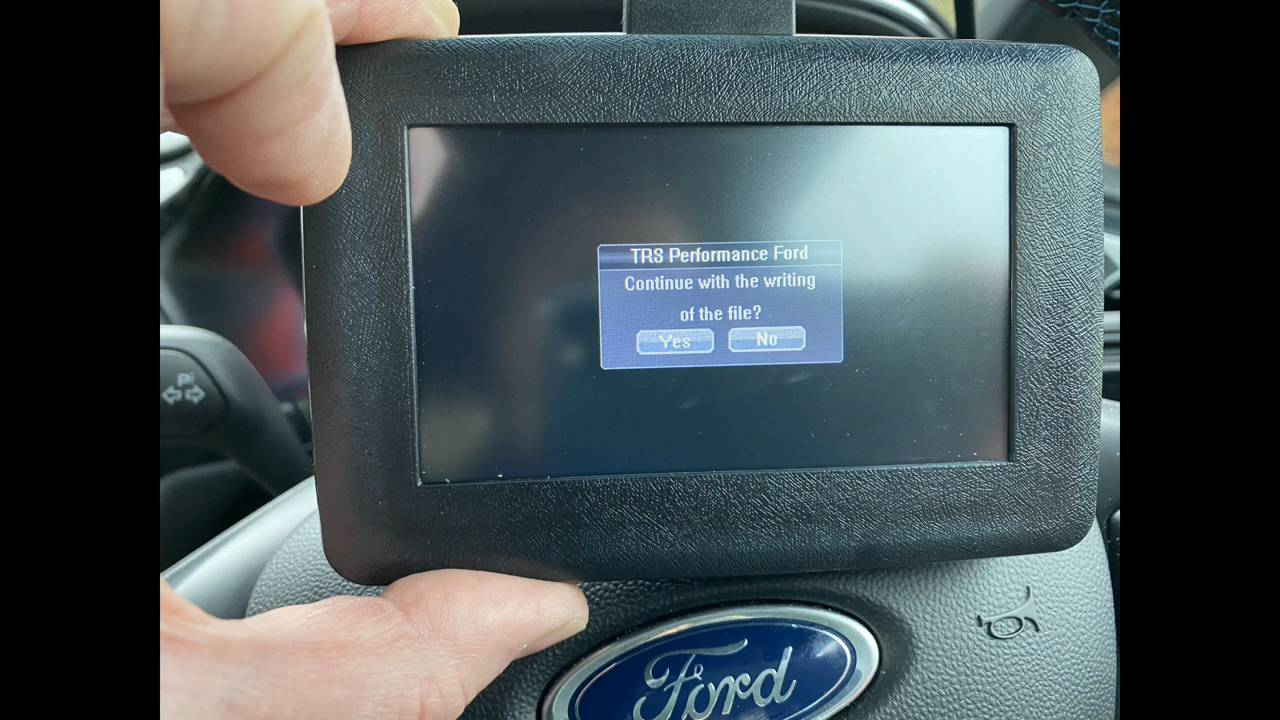 TRS Performance Ford
Continue with the writing
of the file?
Yes No
Ford